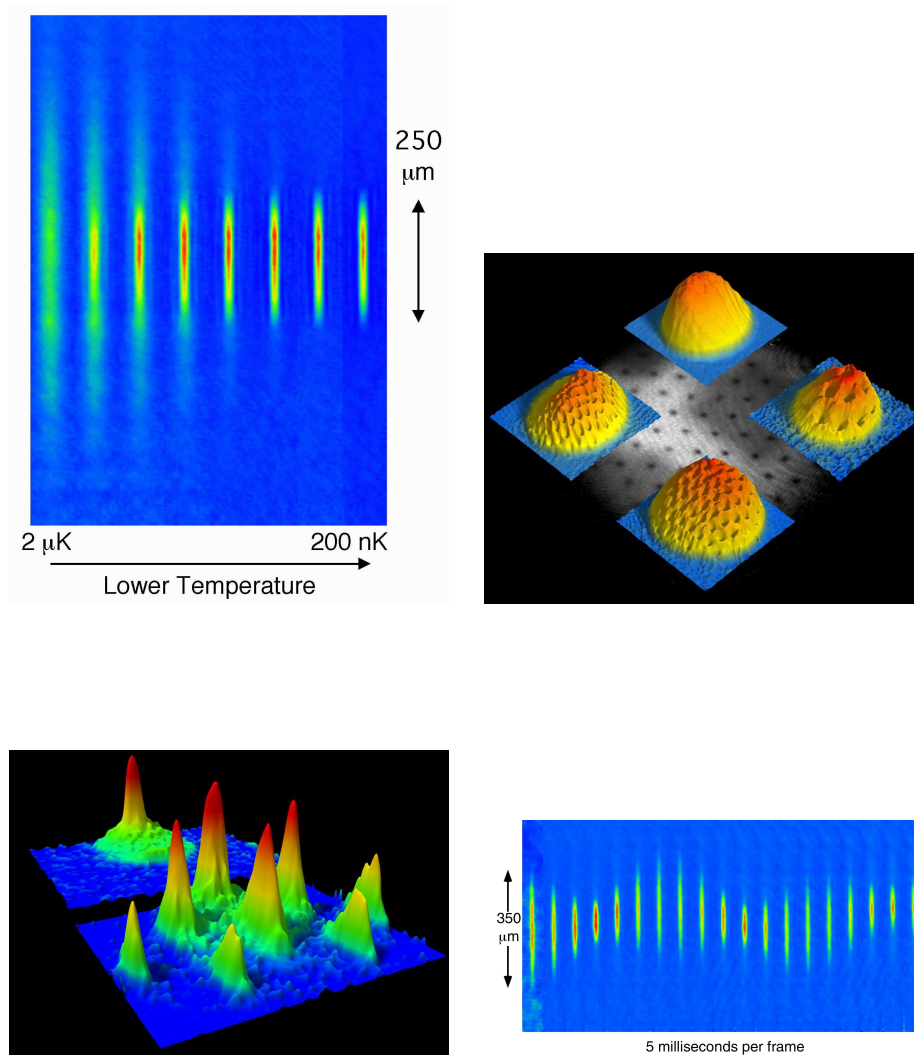 250
μm
2 μK
200 nK
Lower Temperature
350
μm
5 milliseconds per frame